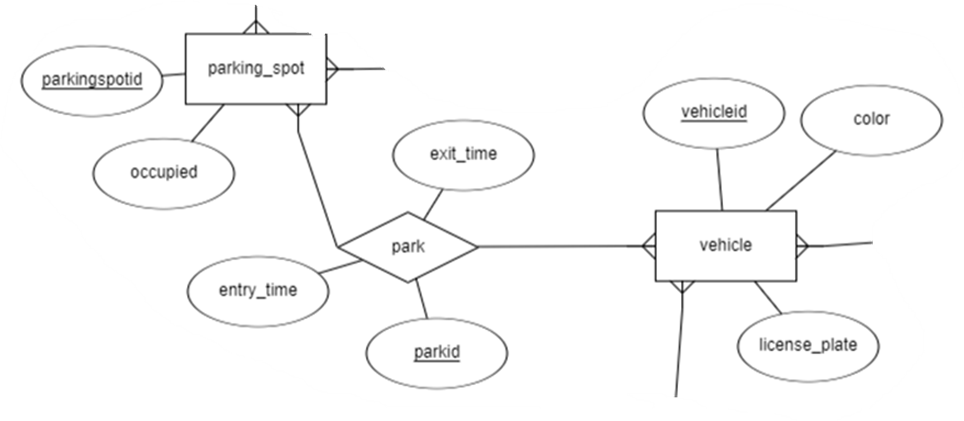 parking_spot
parkingspotid
occupied
exit_time
vehicleid
color
park
vehicle
entry_time
parkid
license_plate